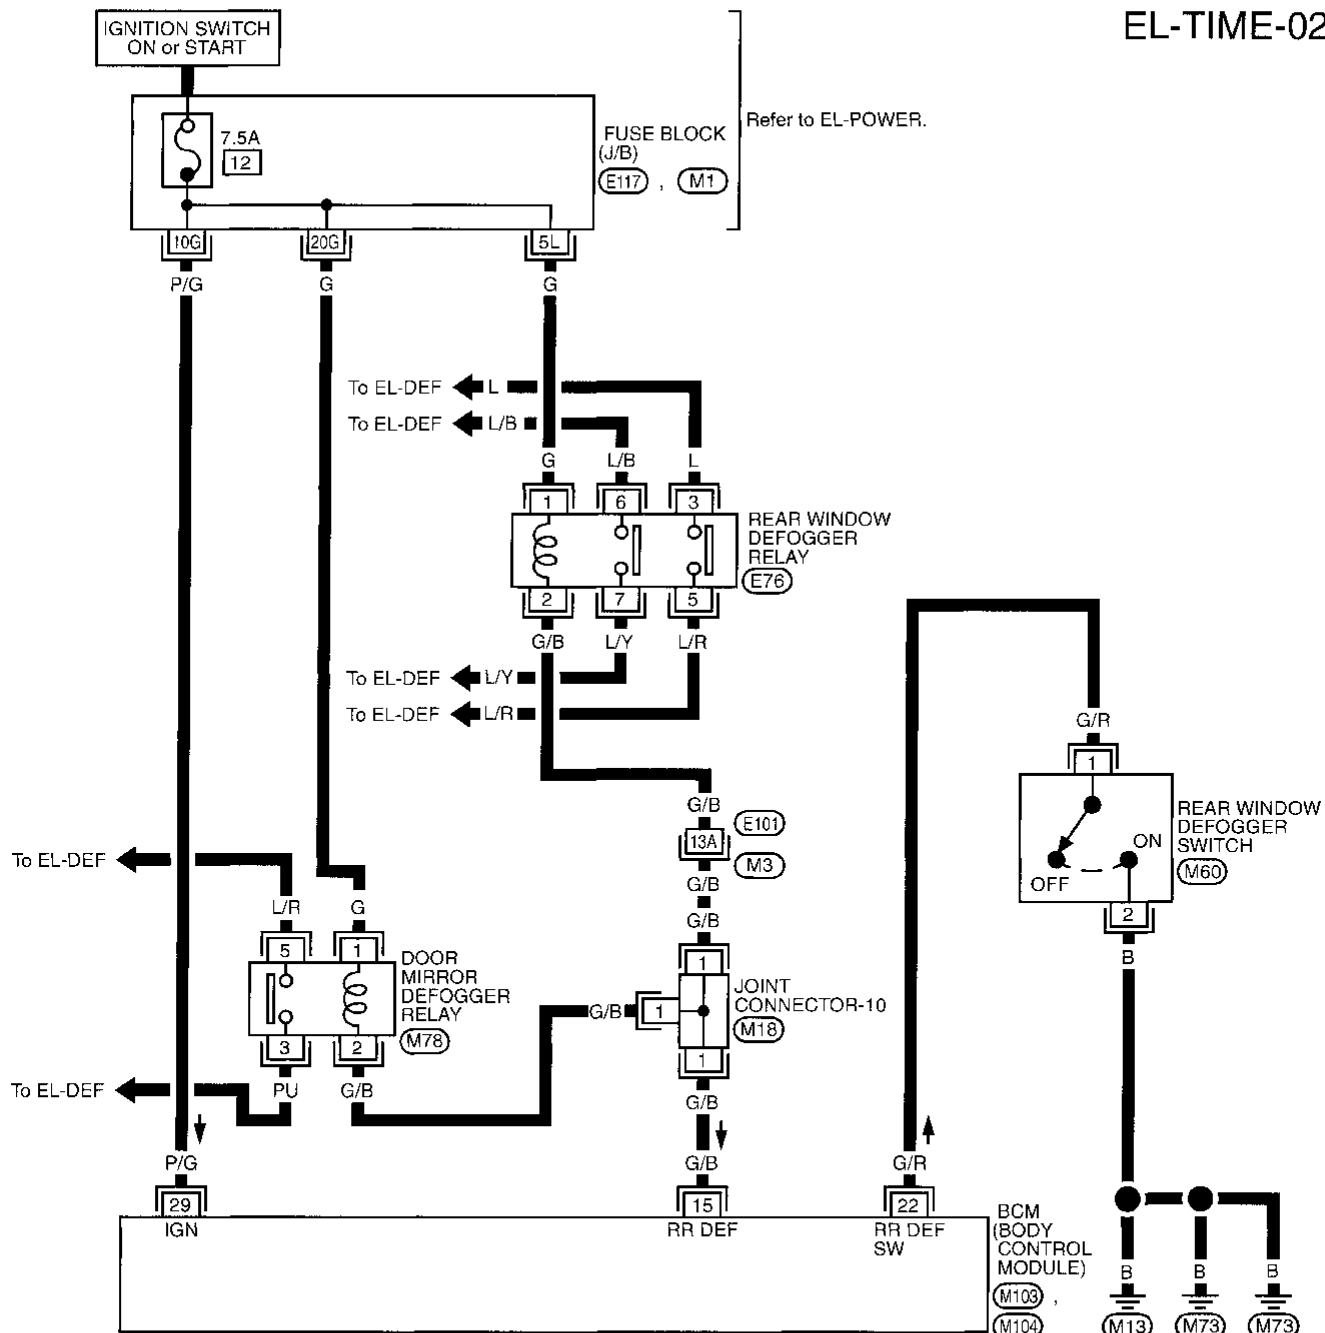 EL-TIME-02
IGNITION SWITCH
ON or START
7.5A
12
FUSE BLOCK
(J/B)
E117 , M1
Refer to EL-POWER.
10G 20G 5L
P/G G G
To EL-DEF L
To EL-DEF L/B
G L/B L
1 6 3
REAR WINDOW
DEFOGGER
RELAY
E76
2 7 5
G/B L/Y L/R
To EL-DEF L/Y
To EL-DEF L/R
G/R
1
REAR WINDOW
DEFOGGER
SWITCH
M60
ON
OFF
2
B
G/B
E101
13A
M3
G/B
G/B
To EL-DEF
L/R G
5 1
DOOR
MIRROR
DEFOGGER
RELAY
M78
3 2
PU G/B
To EL-DEF
1
G/B 1
JOINT
CONNECTOR-10
M18
1
G/B
P/G G/B G/R
29 15 22
IGN RR DEF RR DEF
SW
BCM
(BODY
CONTROL
MODULE)
M103 ,
M104
B B B
M13 M73 M73